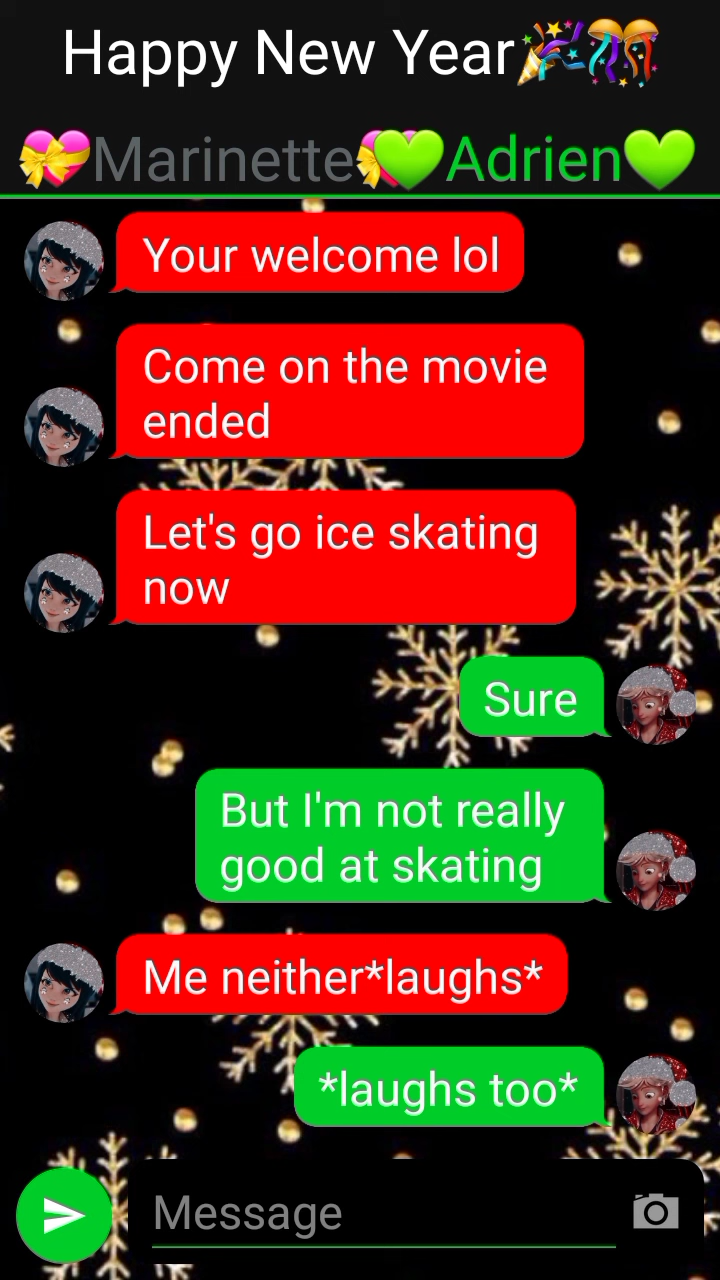 Happy New Year🎉🎊
💝Marinette💝💚Adrien💚
Your welcome lol
Come on the movie
ended
Let's go ice skating
now
Sure
But I'm not really
good at skating
Me neither*laughs*
*laughs too*
Message